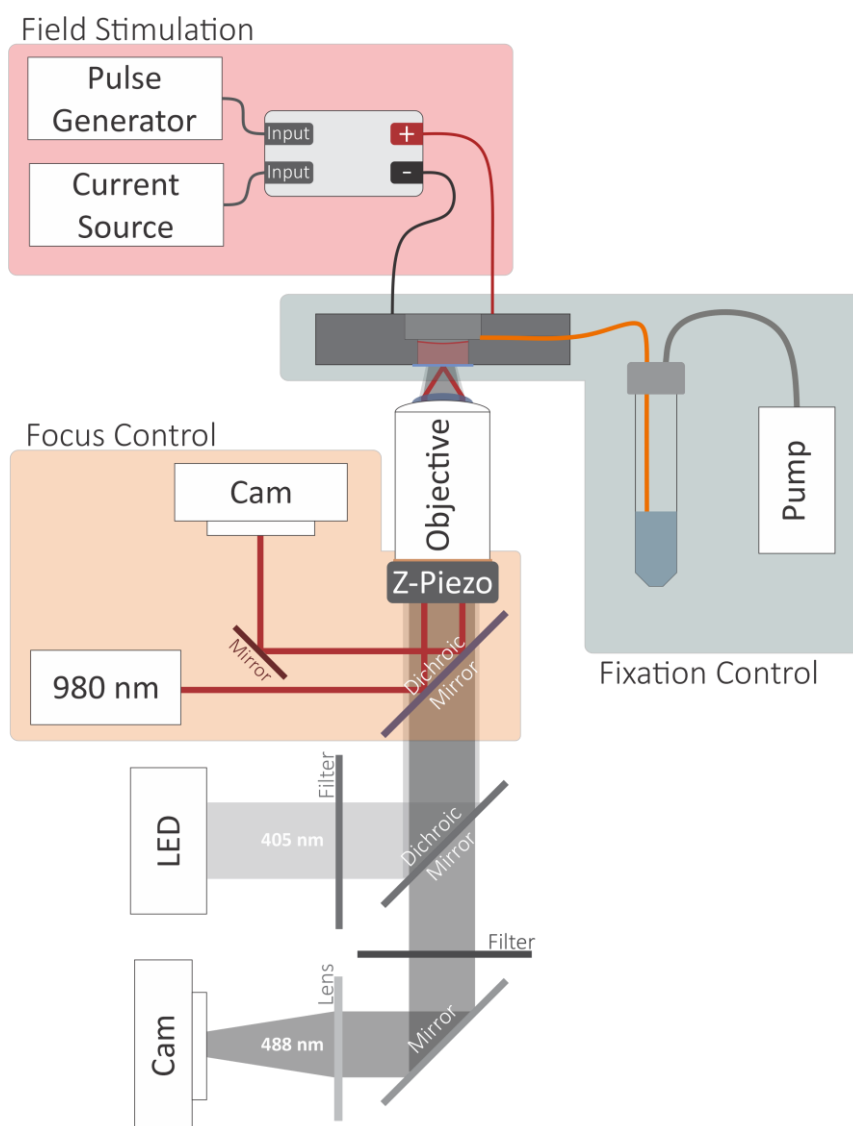 Field Stimulation
Pulse
Generator
Input
+
Input
-
Current
Source
Focus Control
Cam
Objective
Z-Piezo
Pump
Mirror
Dichroic
Mirror
980 nm
Fixation Control
LED
Filter
405 nm
Dichroic
Mirror
Filter
Cam
Lens
488 nm
Mirror